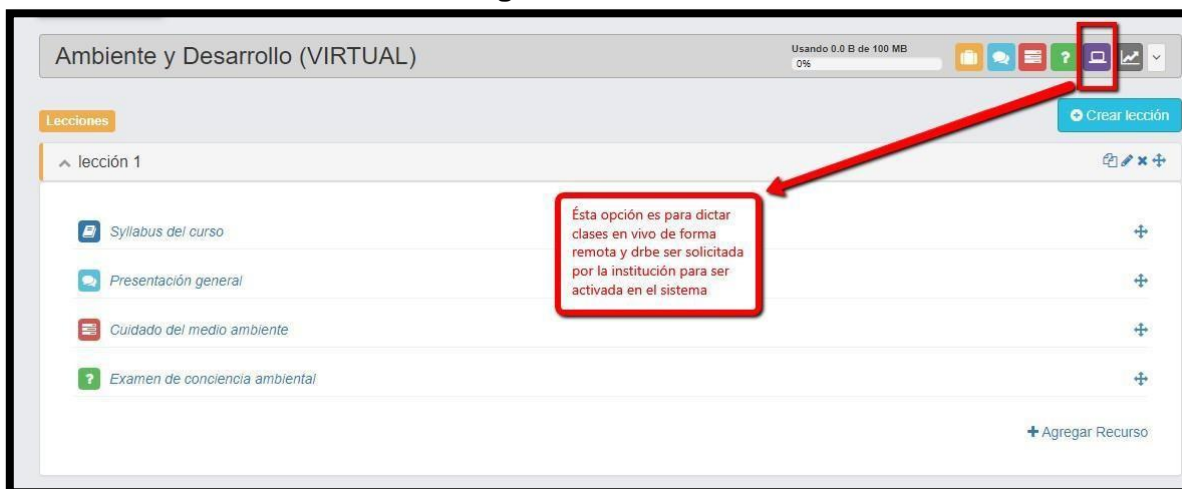 Ambiente y Desarrollo (VIRTUAL)
Usando 0.0 B de 100 MB
0%
?
Lecciones
Crear lección
lección 1
Ésta opción es para dictar
clases en vivo de forma
remota y drbe ser solicitada
por la institución para ser
activada en el sistema
Syllabus del curso
Presentación general
Cuidado del medio ambiente
? Examen de conciencia ambiental
Agregar Recurso